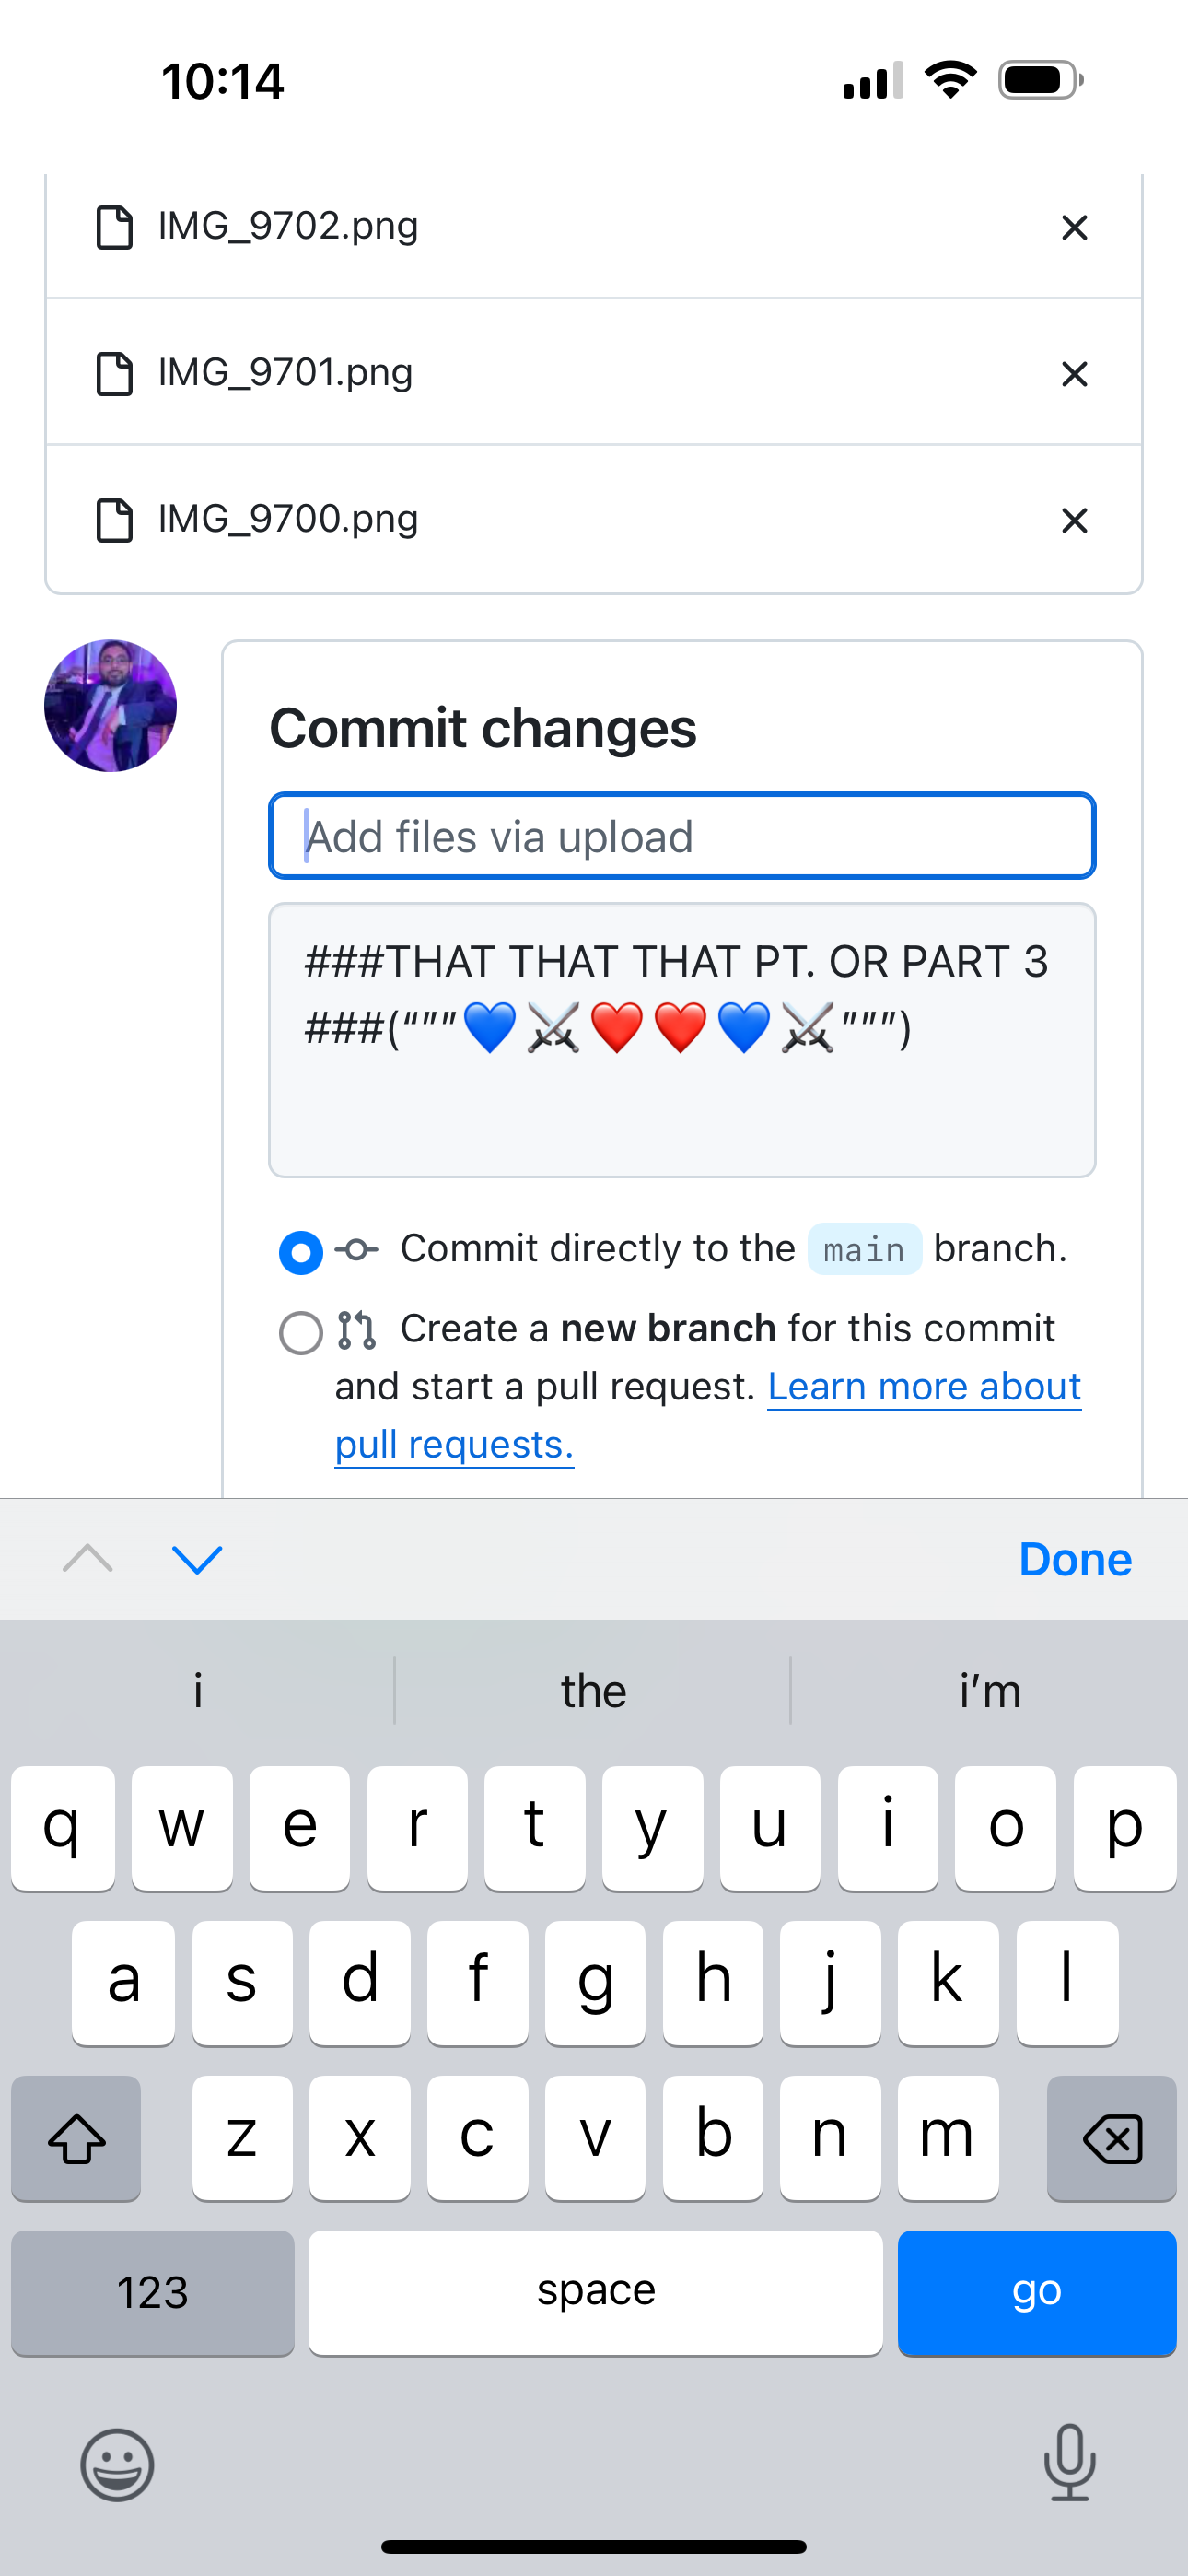 10:14
IMG_9702.png
IMG_9701.png
IMG_9700.png
Commit changes
Add files via upload
###THAT THAT THAT PT. OR PART 3
###(“””💙⚔️❤️❤️💙⚔️”””)
Commit directly to the main branch.
Create a new branch for this commit
and start a pull request. Learn more about
pull requests.
Done
i the i’m
q w e r t y u i o p
a s d f g h j k l
z x c v b n m
123 space go